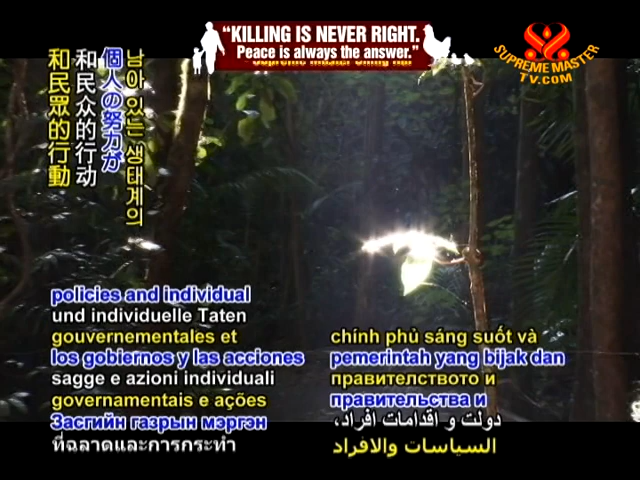 “KILLING IS NEVER RIGHT.
Peace is always the answer."
SUPREME MASTER
TV.COM
和民眾的行動
和民众的行动
個人の努力が
남아 있는 생태계의
policies and individual
und individuelle Taten
gouvernementales et
los gobiernos y las acciones
sagge e azioni individuali
governamentais e ações
Засгийн газрын мэргэн
ที่ฉลาดและการกระทำ
chính phủ sáng suốt và
pemerintah yang bijak dan
правителството и
правительства и
دولت و اقدامات افراد،
السياسات والافراد